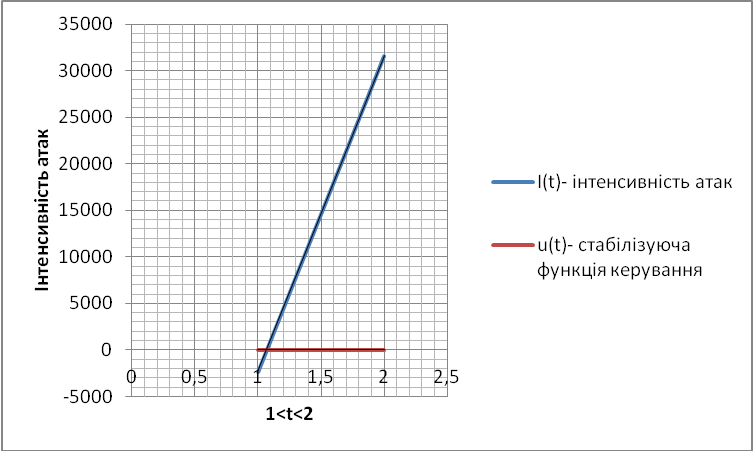 35000
30000
25000
20000
15000
10000
5000
0
-5000
0 0,5 1 1,5 2 2,5
Інтенсивність атак
1<t<2
I(t)- інтенсивність атак
u(t)- стабілізуюча
функція керування